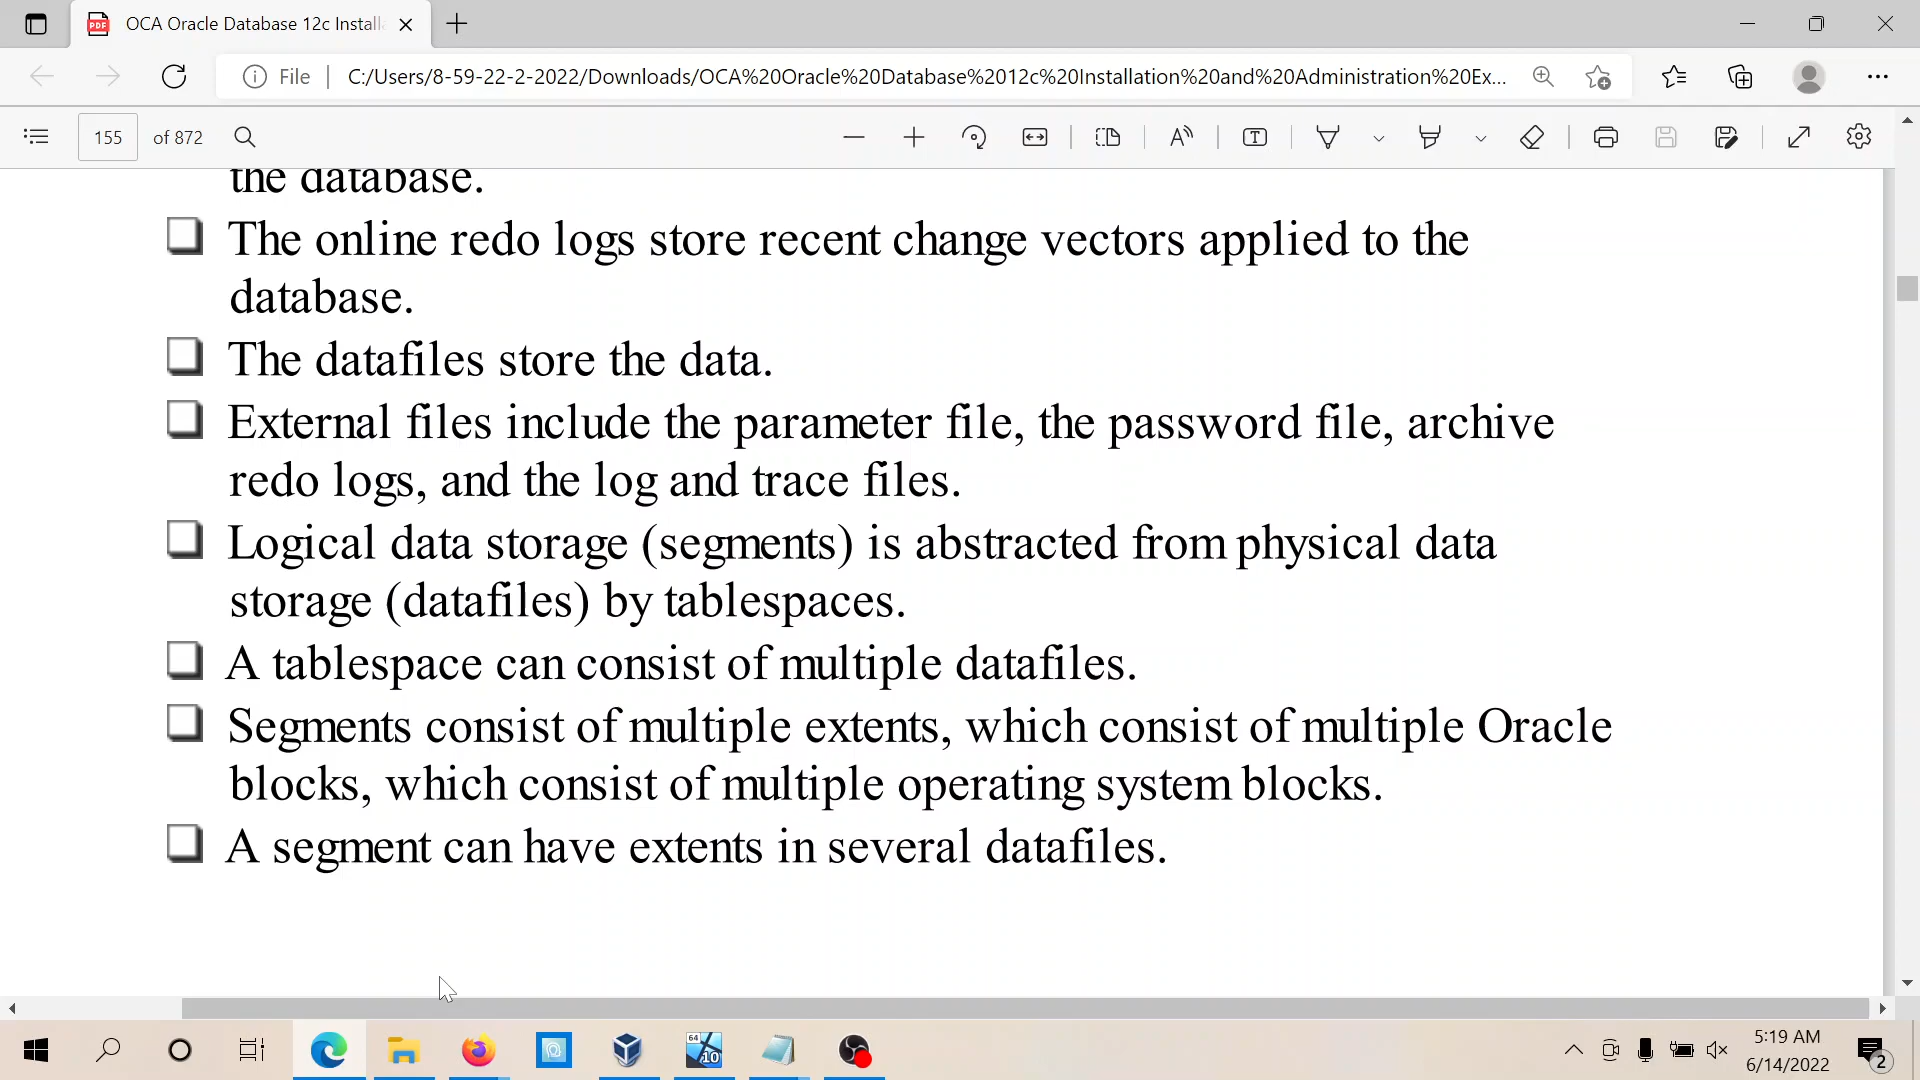 OCA Oracle Database 12c Install
File
C:/Users/8-59-22-2-2022/Downloads/OCA%20Oracle%20Database%2012c%20Installation%20and%20Administration%20Ex...
155 of 872
the database.
The online redo logs store recent change vectors applied to the
database.
The datafiles store the data.
External files include the parameter file, the password file, archive
redo logs, and the log and trace files.
Logical data storage (segments) is abstracted from physical data
storage (datafiles) by tablespaces.
A tablespace can consist of multiple datafiles.
Segments consist of multiple extents, which consist of multiple Oracle
blocks, which consist of multiple operating system blocks.
A segment can have extents in several datafiles.
64
10
5:19 AM
6/14/2022
2